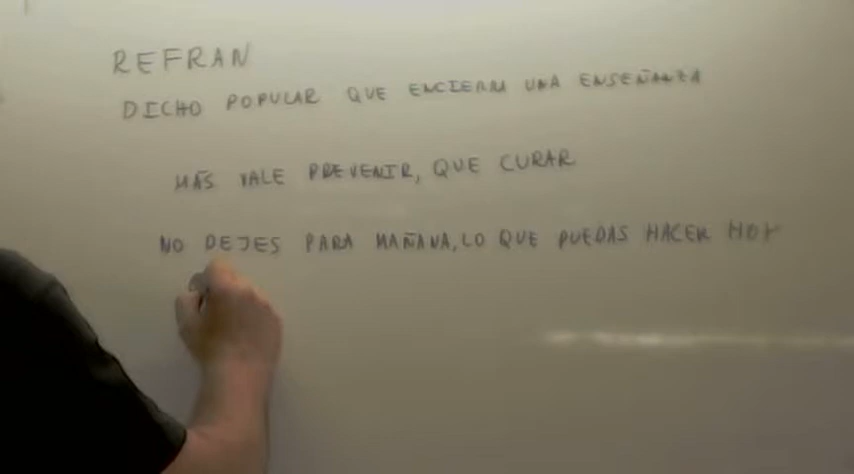 REFRAN
DICHO POPULAR QUE ENCIERRA UNA ENSEÑANZA
MÁS VALE PREVENIR, QUE CURAR
NO DEJES PARA MAÑANA, LO QUE PUEDAS HACER HOY